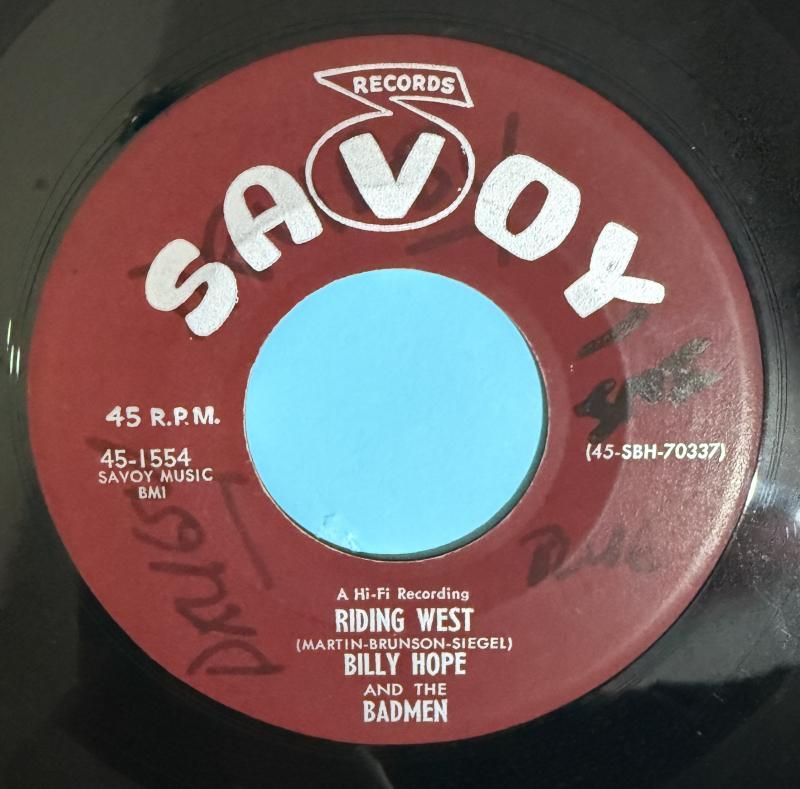 RECORDS
SAVOY
45 R.P.M.
45-1554
SAVOY MUSIC
BMI
(45-SBH-70337)
A Hi-Fi Recording
RIDING WEST
(MARTIN-BRUNSON-SIEGEL)
BILLY HOPE
AND THE
BADMEN